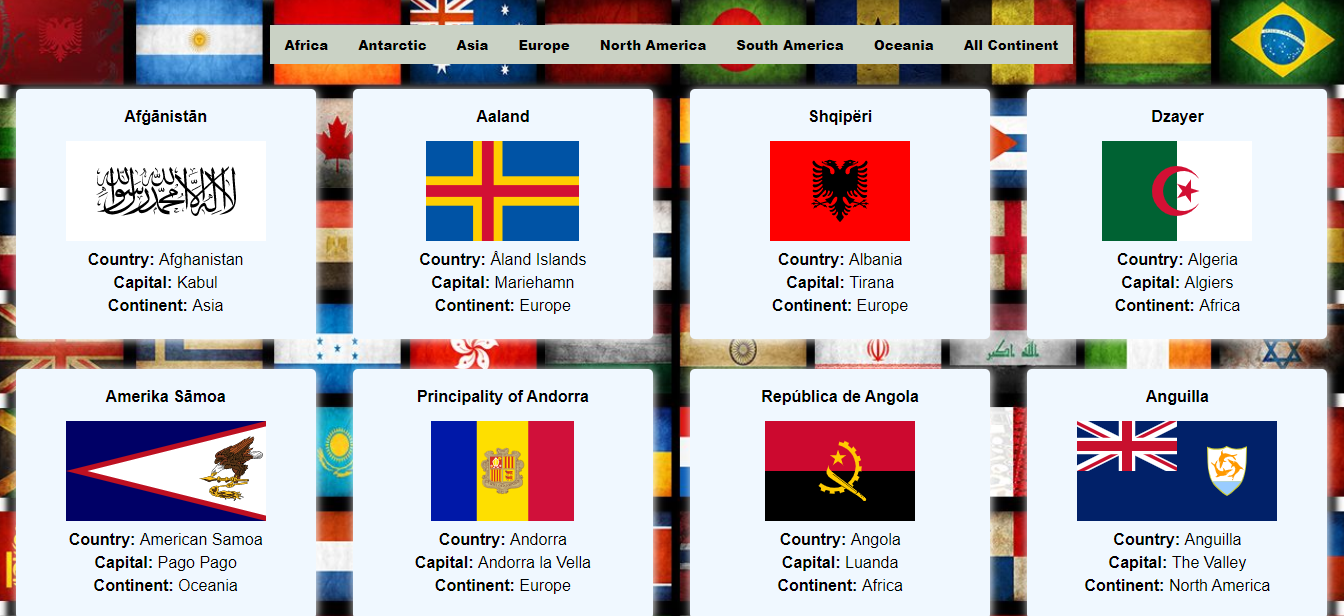 Africa Antarctic Asia Europe North America South America Oceania All Continent
Afġānistān
لا إله إلا الله محمد رسول الله
Country: Afghanistan
Capital: Kabul
Continent: Asia
Aaland
Country: Åland Islands
Capital: Mariehamn
Continent: Europe
Shqipëri
Country: Albania
Capital: Tirana
Continent: Europe
Dzayer
Country: Algeria
Capital: Algiers
Continent: Africa
الله اكبر
Amerika Sāmoa
Country: American Samoa
Capital: Pago Pago
Continent: Oceania
Principality of Andorra
Country: Andorra
Capital: Andorra la Vella
Continent: Europe
República de Angola
Country: Angola
Capital: Luanda
Continent: Africa
Anguilla
Country: Anguilla
Capital: The Valley
Continent: North America